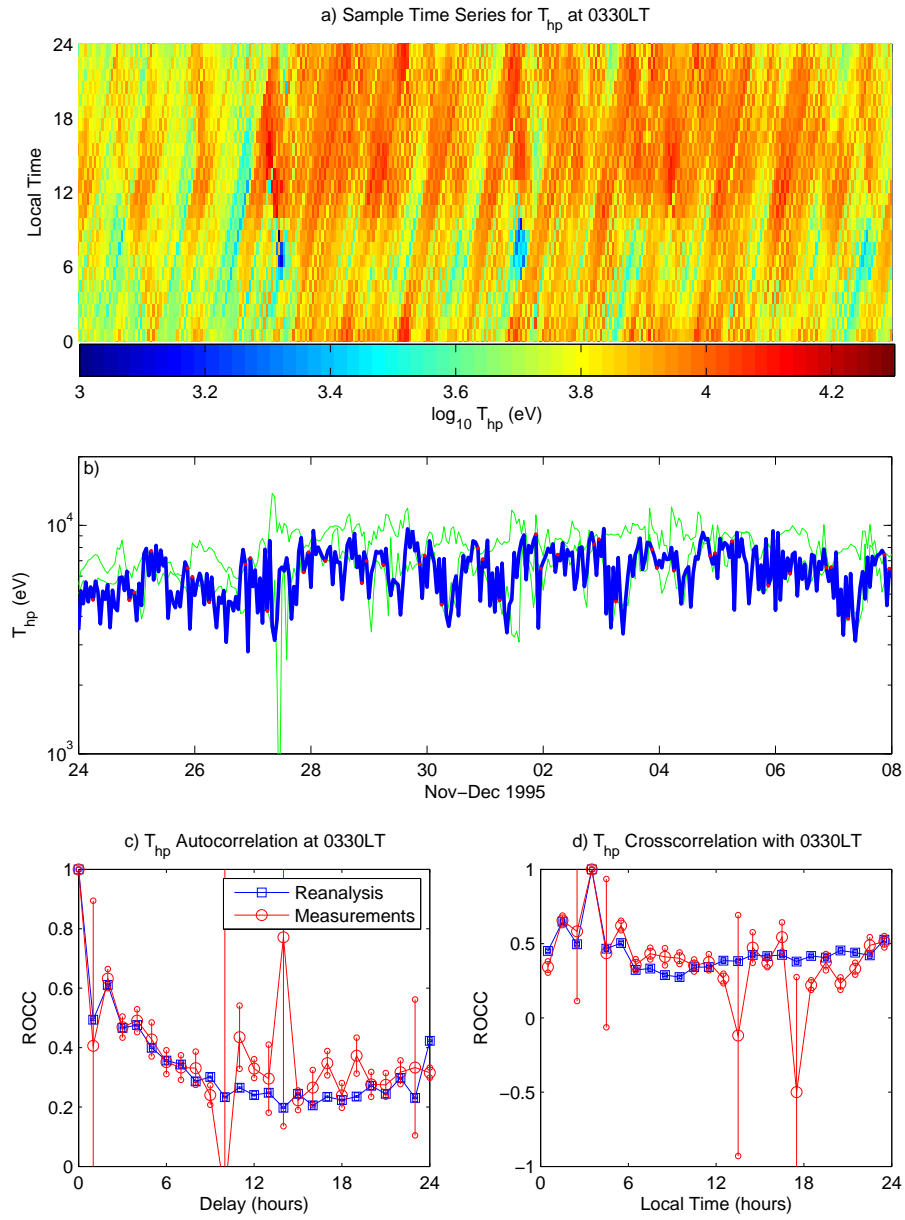 a) Sample Time Series for T_hp at 0330LT
24
18
12
6
0
Local Time
3 3.2 3.4 3.6 3.8 4 4.2
log_10 T_hp (eV)
b)
10^4
10^3
T_hp (eV)
24 26 28 30 02 04 06 08
Nov−Dec 1995
c) T_hp Autocorrelation at 0330LT
1
0.8
0.6
0.4
0.2
0
ROCC
Reanalysis
Measurements
0 6 12 18 24
Delay (hours)
d) T_hp Crosscorrelation with 0330LT
1
0.5
0
−0.5
−1
ROCC
0 6 12 18 24
Local Time (hours)